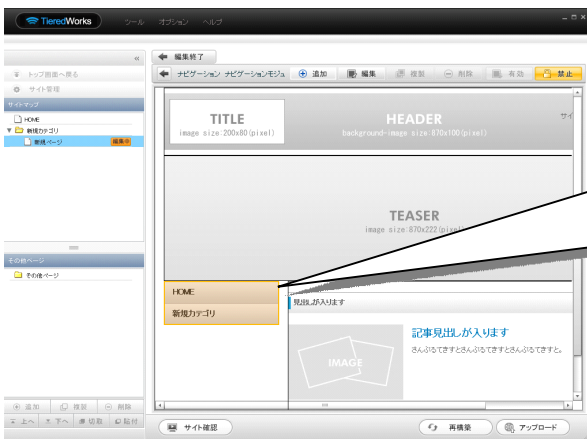 TieredWorks ツール オプション ヘルプ
«
トップ画面へ戻る
サイト管理
サイトマップ
HOME
新規カテゴリ
新規ページ 編集中
その他ページ
その他ページ
追加 複製 削除
上へ 下へ 切取 貼付
編集終了
ナビゲーション ナビゲーションモジュ 追加 編集 複製 削除 有効 禁止
TITLE
image size:200x80(pixel)
HEADER
background-image size:870x100(pixel)
サイ
TEASER
image size:870x222(pixel)
HOME
新規カテゴリ
見出しが入ります
IMAGE
記事見出しが入ります
さんぷるてきすとさんぷるてきすとさんぷるてきすと。
サイト確認 再構築 アップロード